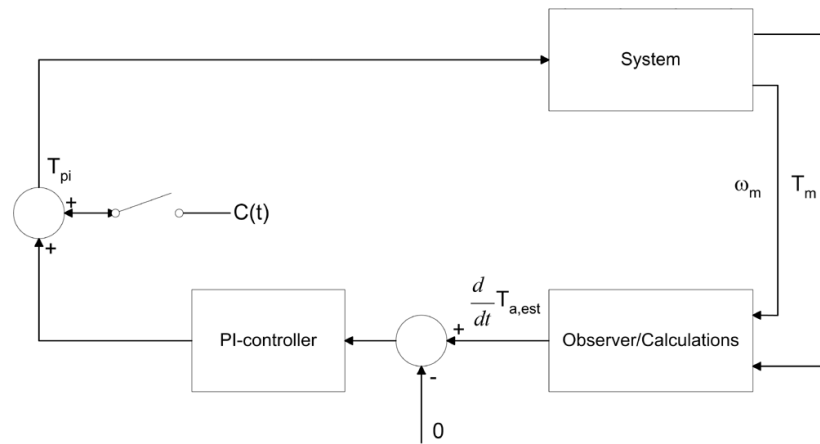 System
T_pi
+
C(t)
+
ω_m T_m
d/dt T_a,est
PI-controller
+
Observer/Calculations
-
0